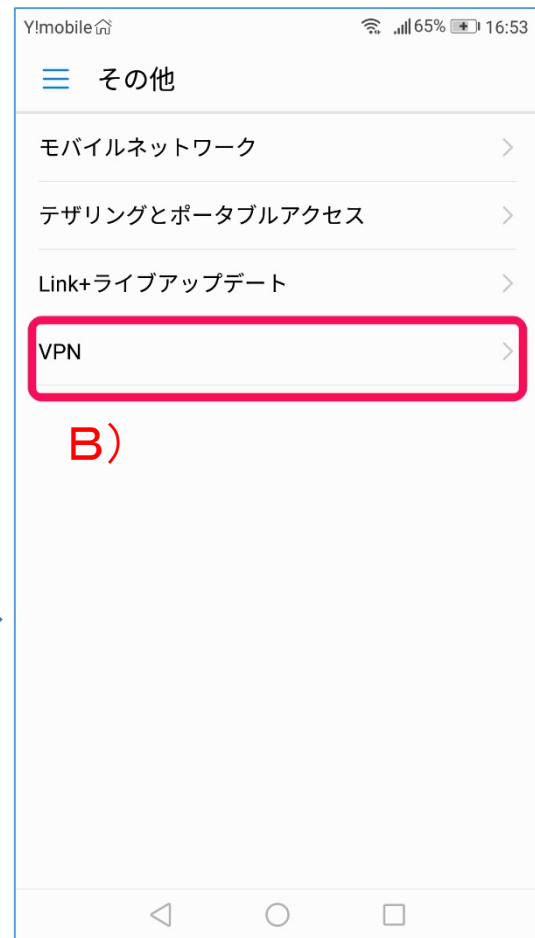 Y!mobile 65% 16:53
その他
モバイルネットワーク
テザリングとポータブルアクセス
Link+ライブアップデート
VPN
B）